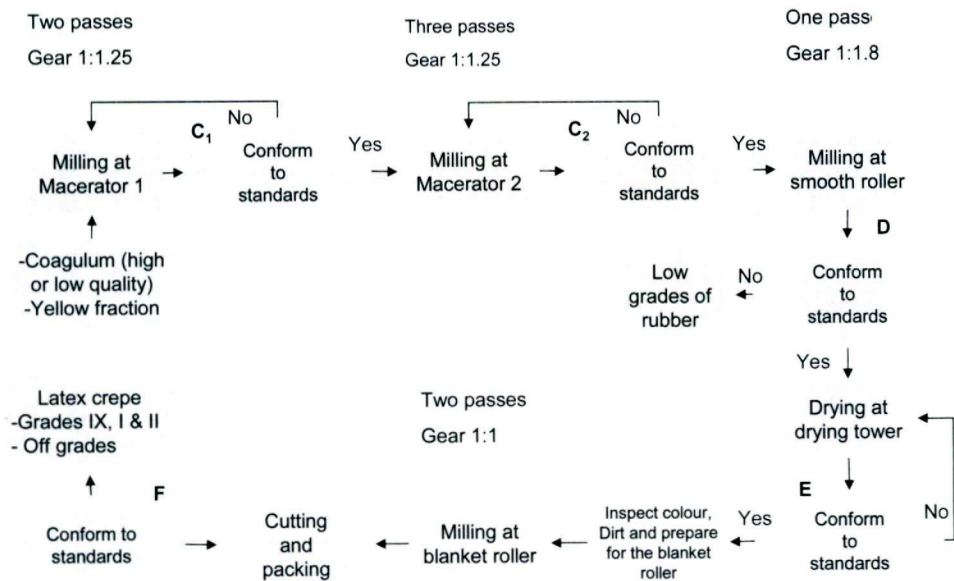 Two passes
Gear 1:1.25
Three passes
Gear 1:1.25
One pass
Gear 1:1.8
No
No
C1
C2
Yes
Yes
Milling at
Macerator 1
Conform
to
standards
Milling at
Macerator 2
Conform
to
standards
Milling at
smooth roller
D
-Coagulum (high
or low quality)
-Yellow fraction
Low
grades of
rubber
No
Conform
to
standards
Yes
Latex crepe
-Grades IX, I & II
- Off grades
Two passes
Gear 1:1
Drying at
drying tower
F
E
Conform to
standards
Cutting
and
packing
Milling at
blanket roller
Inspect colour,
Dirt and prepare
for the blanket
roller
Yes
Conform
to
standards
No